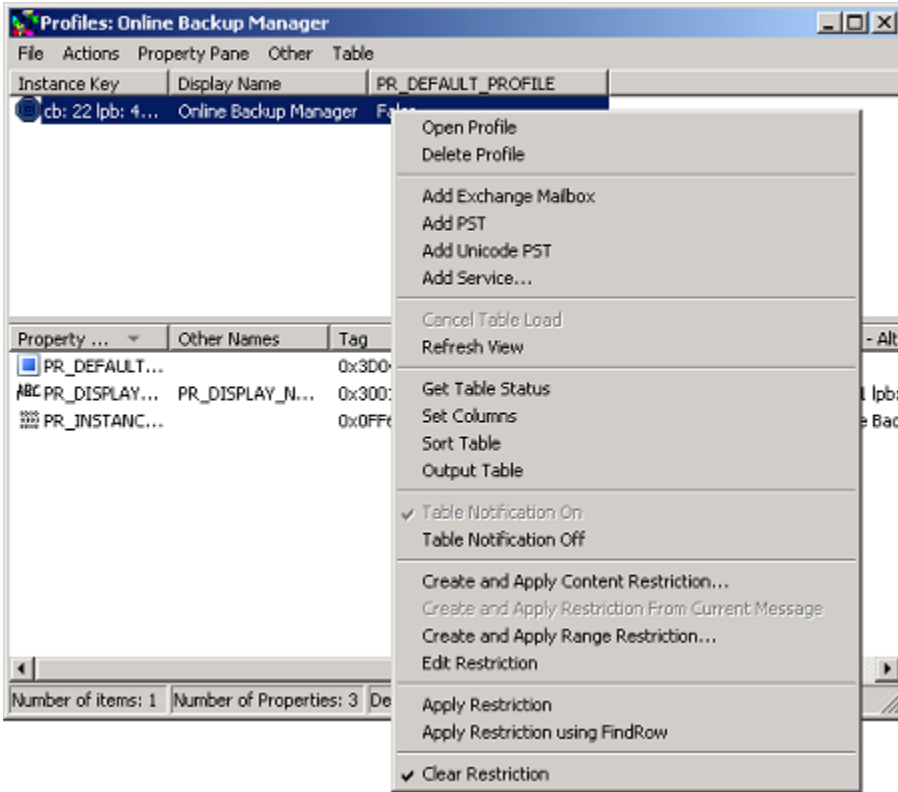 Profiles: Online Backup Manager
File Actions Property Pane Other Table
Instance Key Display Name PR_DEFAULT_PROFILE
cb: 22 lpb: 4... Online Backup Manager
Open Profile
Delete Profile
Add Exchange Mailbox
Add PST
Add Unicode PST
Add Service...
Cancel Table Load
Refresh View
Get Table Status
Set Columns
Sort Table
Output Table
Table Notification On
Table Notification Off
Create and Apply Content Restriction...
Create and Apply Restriction From Current Message
Create and Apply Range Restriction...
Edit Restriction
Apply Restriction
Apply Restriction using FindRow
Clear Restriction
Property ... Other Names Tag - Alt
PR_DEFAULT... 0x3D0
ABC PR_DISPLAY... PR_DISPLAY_N... 0x300 lpb:
PR_INSTANC... 0x0FF e Bac
Number of items: 1 Number of Properties: 3 De